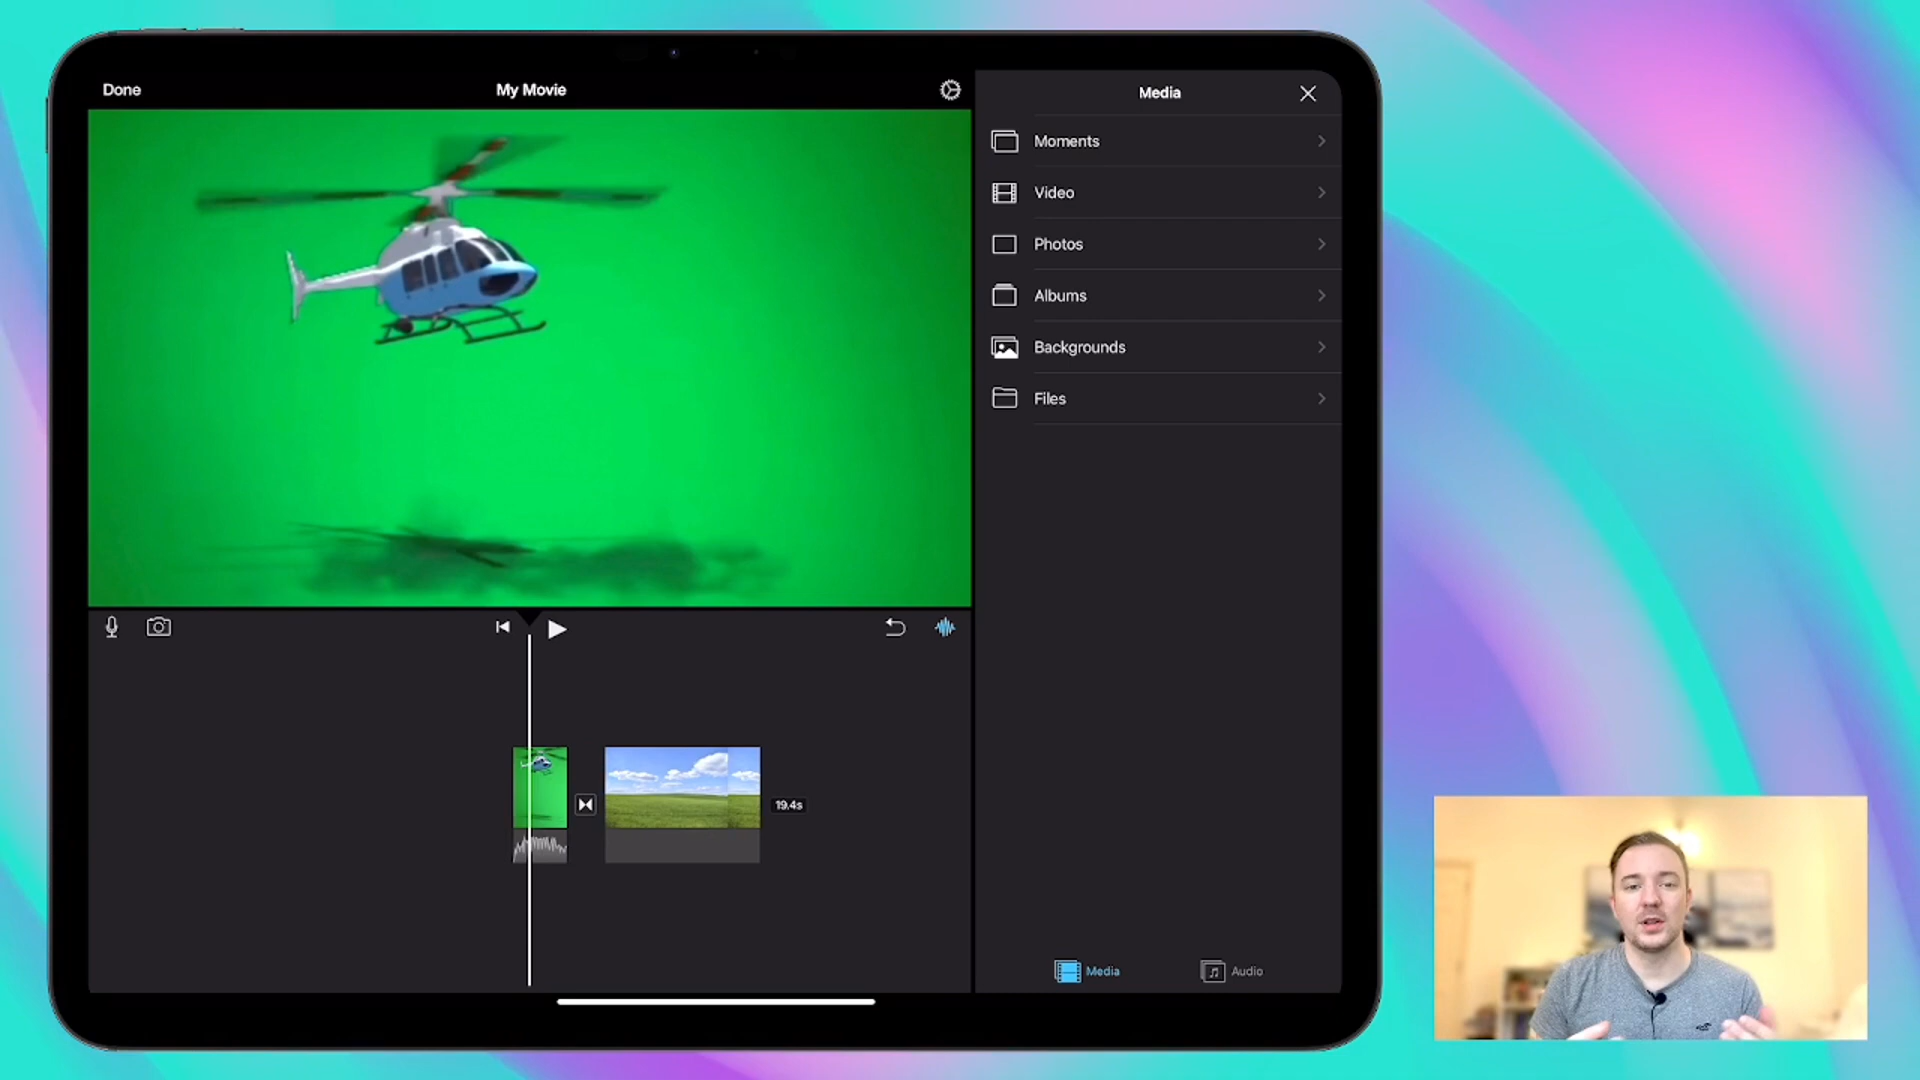 Done
My Movie
Media
Moments
Video
Photos
Albums
Backgrounds
Files
19.4s
Media
Audio